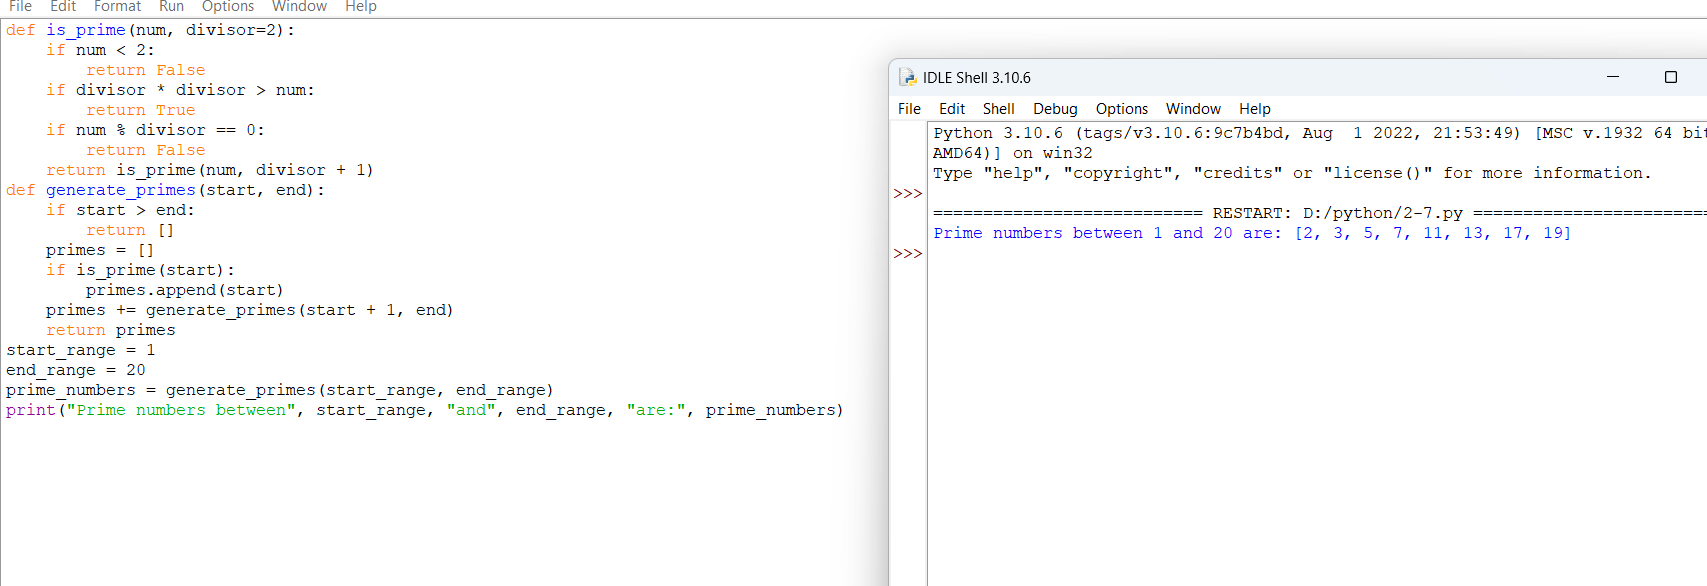 File Edit Format Run Options Window Help
def is_prime(num, divisor=2):
    if num < 2:
        return False
    if divisor * divisor > num:
        return True
    if num % divisor == 0:
        return False
    return is_prime(num, divisor + 1)
def generate_primes(start, end):
    if start > end:
        return []
    primes = []
    if is_prime(start):
        primes.append(start)
    primes += generate_primes(start + 1, end)
    return primes
start_range = 1
end_range = 20
prime_numbers = generate_primes(start_range, end_range)
print("Prime numbers between", start_range, "and", end_range, "are:", prime_numbers)
IDLE Shell 3.10.6
File Edit Shell Debug Options Window Help
Python 3.10.6 (tags/v3.10.6:9c7b4bd, Aug  1 2022, 21:53:49) [MSC v.1932 64 bit
AMD64)] on win32
Type "help", "copyright", "credits" or "license()" for more information.
>>>
=========================== RESTART: D:/python/2-7.py ========================
Prime numbers between 1 and 20 are: [2, 3, 5, 7, 11, 13, 17, 19]
>>>